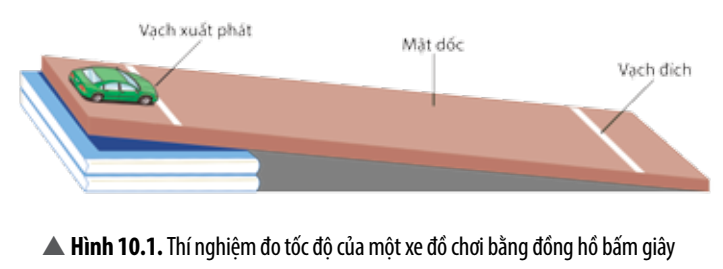 Vạch xuất phát
Mặt dốc
Vạch đích
▲ Hình 10.1. Thí nghiệm đo tốc độ của một xe đồ chơi bằng đồng hồ bấm giây